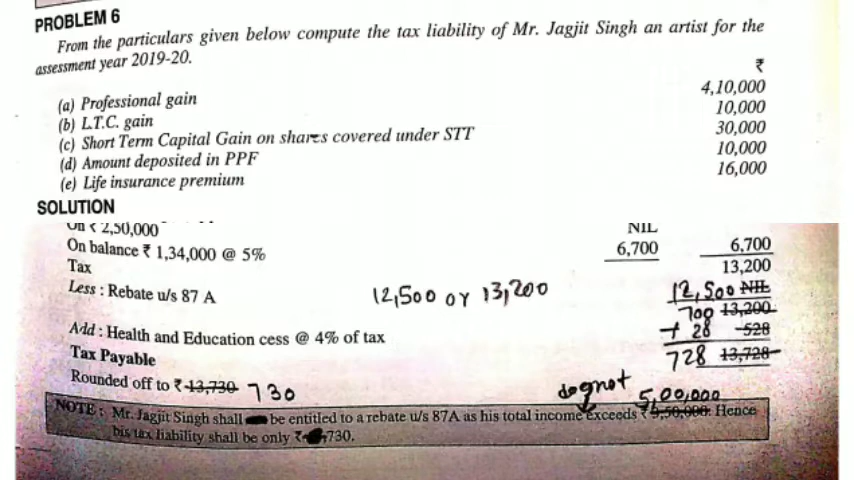 PROBLEM 6
From the particulars given below compute the tax liability of Mr. Jagjit Singh an artist for the
assessment year 2019-20.
₹
(a) Professional gain 4,10,000
(b) L.T.C. gain 10,000
(c) Short Term Capital Gain on shares covered under STT 30,000
(d) Amount deposited in PPF 10,000
(e) Life insurance premium 16,000
SOLUTION
On ₹ 2,50,000 NIL
On balance ₹ 1,34,000 @ 5% 6,700 6,700
Tax 13,200
Less : Rebate u/s 87 A 12,500 or 13,200 12,500 NIL
700 13,200
Add : Health and Education cess @ 4% of tax + 28 528
Tax Payable 728 13,728
Rounded off to ₹ 13,730 730
does not 5,00,000
NOTE : Mr. Jagjit Singh shall be entitled to a rebate u/s 87A as his total income exceeds ₹ 3,50,000. Hence
his tax liability shall be only ₹ 730.